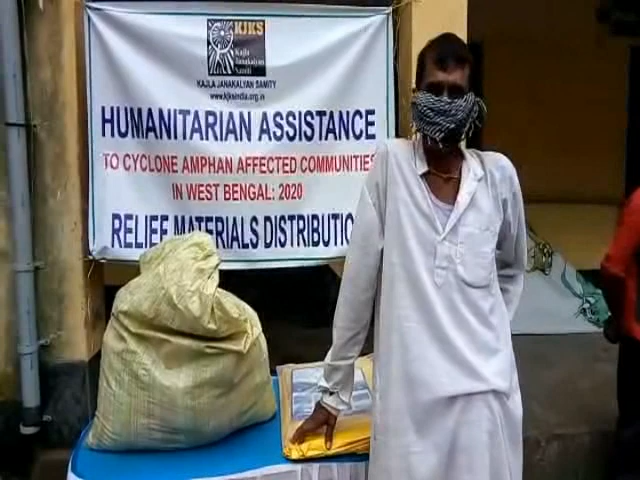 KJKS
Kajla
Janakalyan
Samiti
KAJLA JANAKALYAN SAMITY
www.kjksindia.org.in
HUMANITARIAN ASSISTANCE
TO CYCLONE AMPHAN AFFECTED COMMUNITIES
IN WEST BENGAL: 2020
RELIEF MATERIALS DISTRIBUTIO